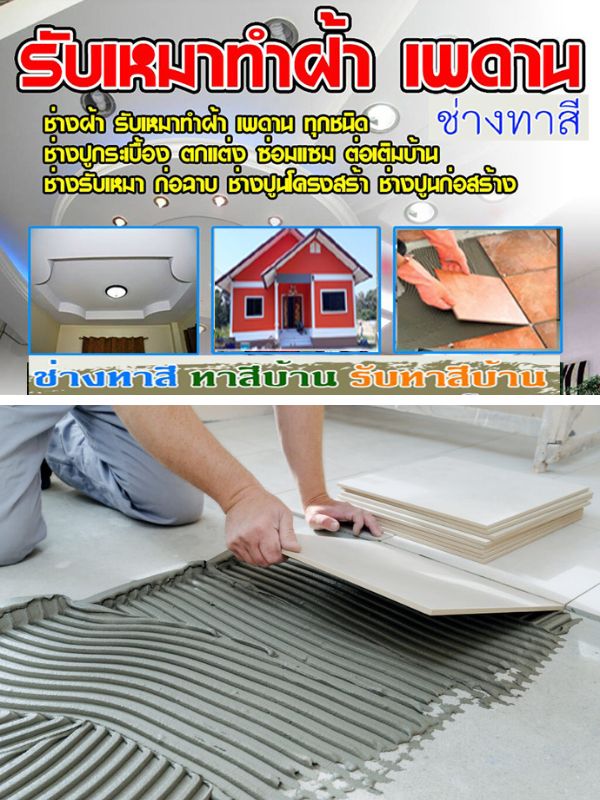 รับเหมาทำฝ้า เพดาน
ช่างทาสี
ช่างฝ้า รับเหมาทำฝ้า เพดาน ทุกชนิด
ช่างปูกระเบื้อง ตกแต่ง ซ่อมแซม ต่อเติมบ้าน
ช่างรับเหมา ก่อฉาบ ช่างปูนโครงสร้า ช่างปูนก่อสร้าง
ช่างทาสี ทาสีบ้าน รับทาสีบ้าน